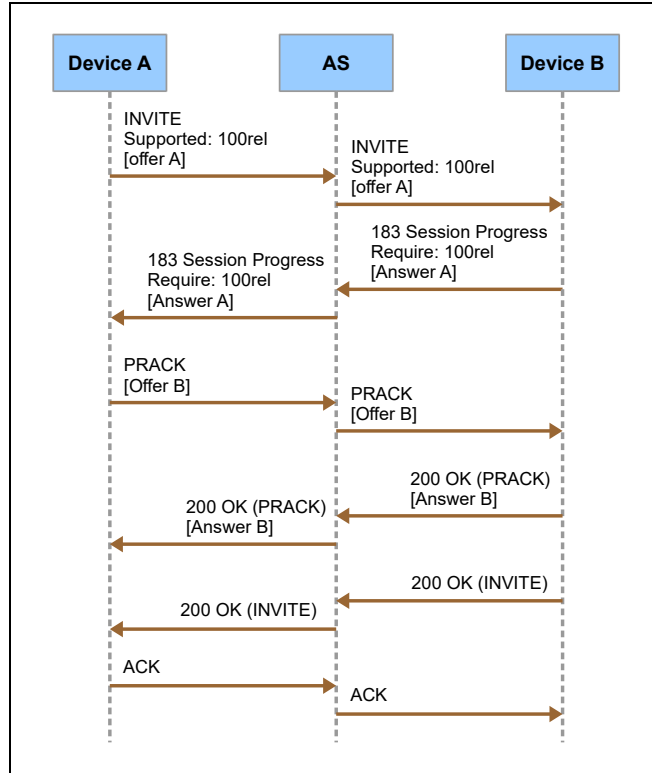 Device A
AS
Device B
INVITE
Supported: 100rel
[offer A]
INVITE
Supported: 100rel
[offer A]
183 Session Progress
Require: 100rel
[Answer A]
183 Session Progress
Require: 100rel
[Answer A]
PRACK
[Offer B]
PRACK
[Offer B]
200 OK (PRACK)
[Answer B]
200 OK (PRACK)
[Answer B]
200 OK (INVITE)
200 OK (INVITE)
ACK
ACK